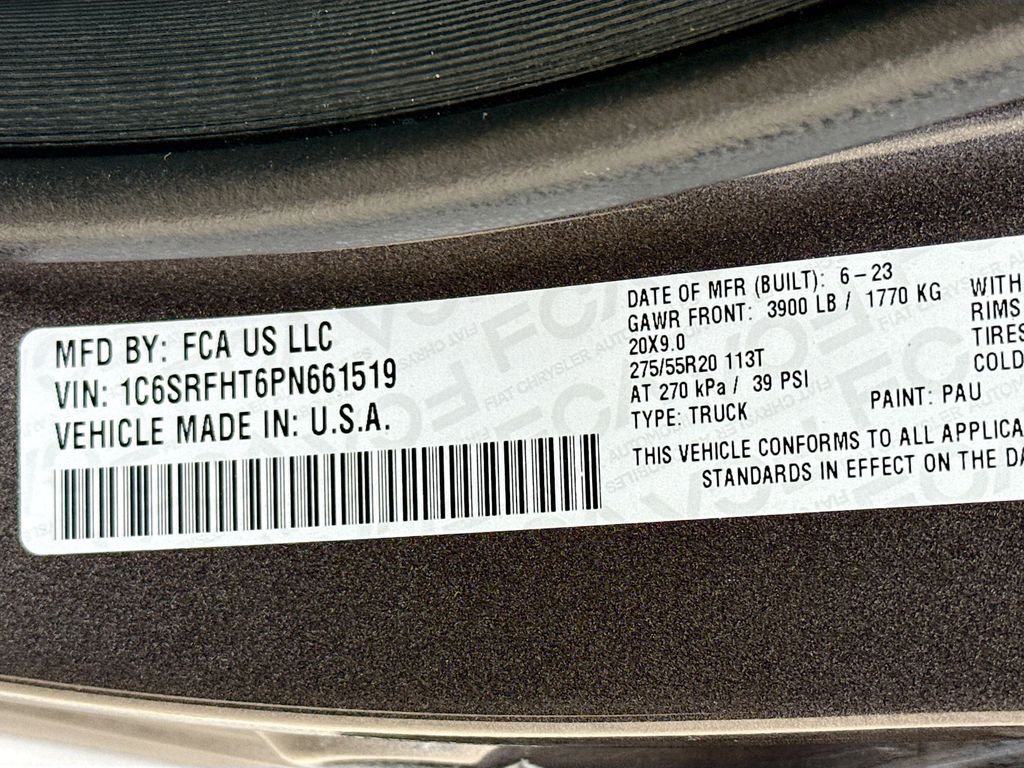 MFD BY: FCA US LLC
VIN: 1C6SRFHT6PN661519
VEHICLE MADE IN: U.S.A.
DATE OF MFR (BUILT): 6-23
GAWR FRONT: 3900 LB / 1770 KG
20X9.0
275/55R20 113T
AT 270 kPa/ 39 PSI
TYPE: TRUCK
PAINT: PAU
THIS VEHICLE CONFORMS TO ALL APPLICA
STANDARDS IN EFFECT ON THE DA
WITH
RIMS
TIRES
COLD